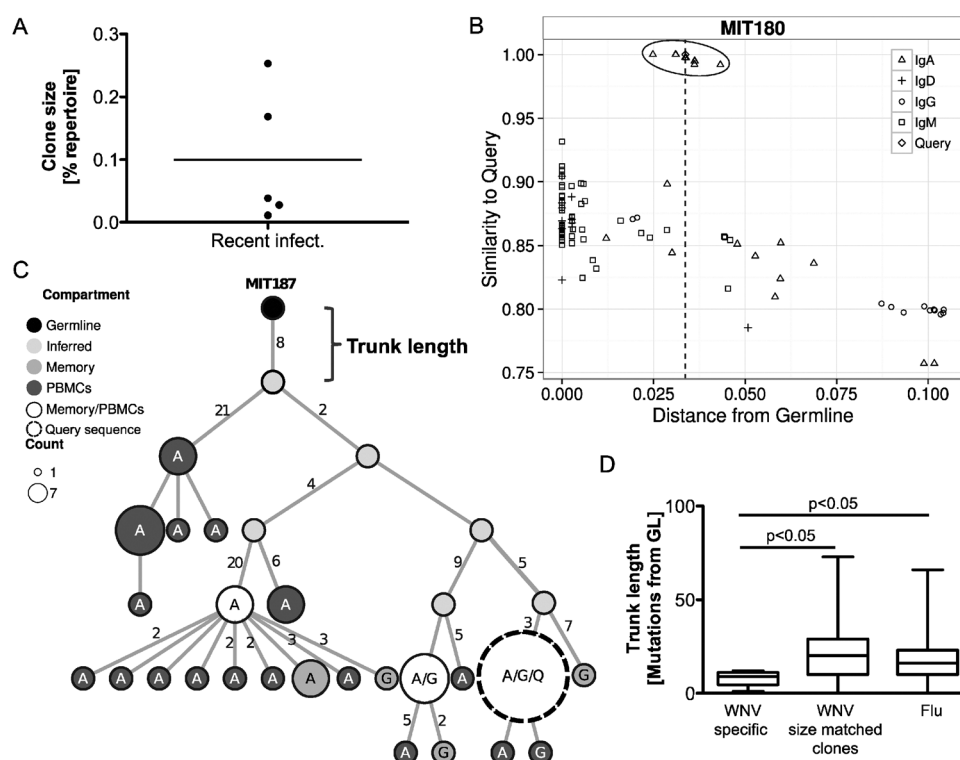 A
0.3
0.2
0.1
0.0
Clone size
[% repertoire]
Recent infect.
B
MIT180
1.00
0.95
0.90
0.85
0.80
0.75
Similarity to Query
0.000
0.025
0.050
0.075
0.100
Distance from Germline
IgA
IgD
IgG
IgM
Query
C
MIT187
Compartment
Germline
Inferred
Memory
PBMCs
Memory/PBMCs
Query sequence
Count
1
7
8
Trunk length
21
2
A
4
A
A
A
20
6
9
5
A
A
A
2
2
2
3
3
5
3
7
A
A
A
A
A
A
A
A
G
A/G
A
A/G/Q
G
5
2
A
G
A
G
D
p<0.05
p<0.05
100
50
0
Trunk length
[Mutations from GL]
WNV
specific
WNV
size matched
clones
Flu